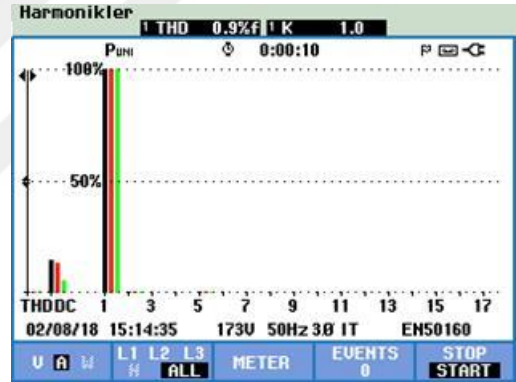 Harmonikler
1 THD 0.9%f 1 K 1.0
PUNI 0:00:10
100%
50%
THDDC 1 3 5 7 9 11 13 15 17
02/08/18 15:14:35 173V 50Hz 3Ø IT EN50160
V A W L1 L2 L3 N ALL METER EVENTS 0 STOP START